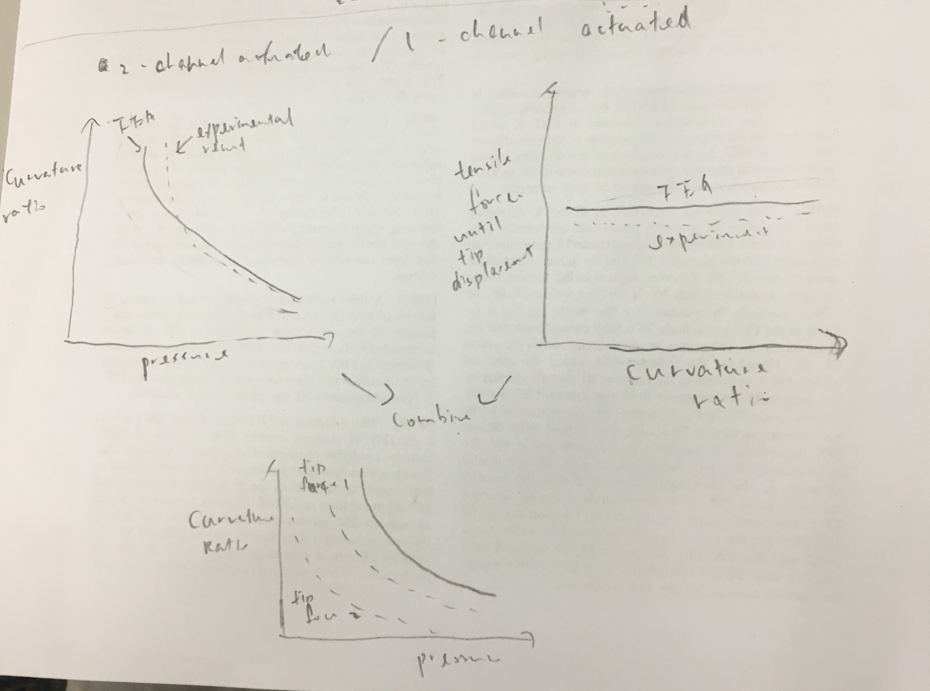 2 - channel actuated / 1 - channel actuated
FEA
experimental
result
Curvature
ratio
pressure
tensile
force
until
tip
displacement
FEA
experiment
Curvature
ratio
Combine
tip
force 1
Curvature
Ratio
tip
force 2
pressure